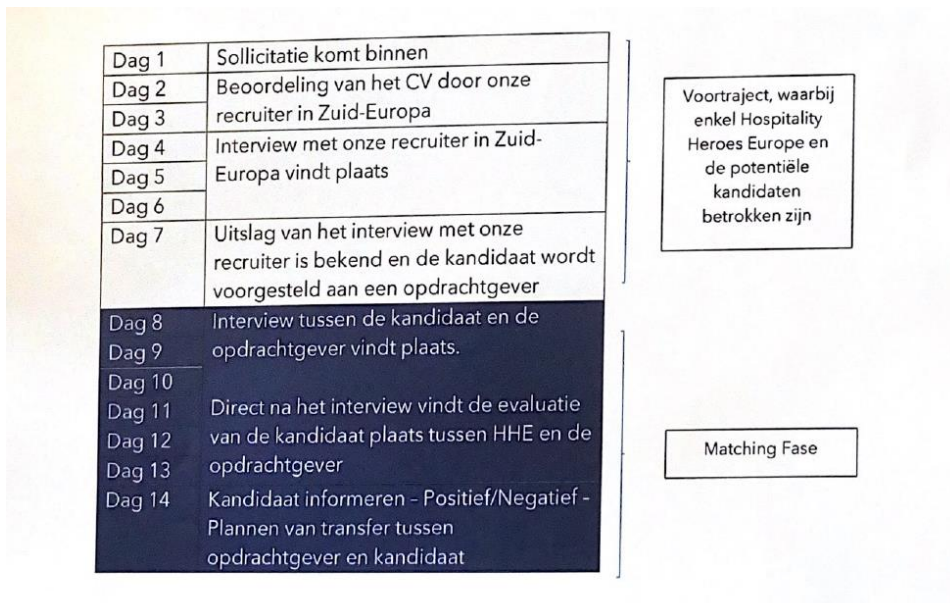 Dag 1
Sollicitatie komt binnen
Dag 2
Beoordeling van het CV door onze
Dag 3
recruiter in Zuid-Europa
Dag 4
Interview met onze recruiter in Zuid-
Dag 5
Europa vindt plaats
Dag 6
Dag 7
Uitslag van het interview met onze
recruiter is bekend en de kandidaat wordt
voorgesteld aan een opdrachtgever
Voortraject, waarbij
enkel Hospitality
Heroes Europe en
de potentiële
kandidaten
betrokken zijn
Dag 8
Interview tussen de kandidaat en de
Dag 9
opdrachtgever vindt plaats.
Dag 10
Dag 11
Direct na het interview vindt de evaluatie
Dag 12
van de kandidaat plaats tussen HHE en de
Dag 13
opdrachtgever
Dag 14
Kandidaat informeren - Positief/Negatief -
Plannen van transfer tussen
opdrachtgever en kandidaat
Matching Fase